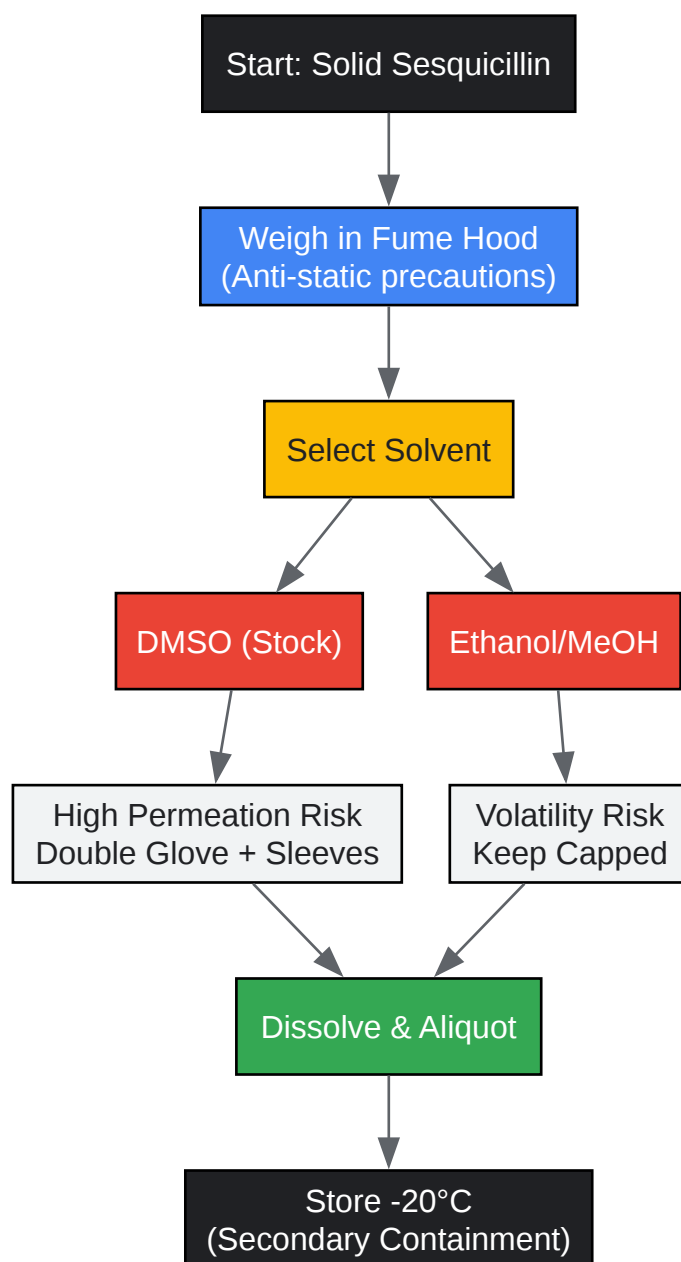 Start: Solid Sesquicillin
Weigh in Fume Hood
(Anti-static precautions)
Select Solvent
DMSO (Stock)
Ethanol/MeOH
High Permeation Risk
Double Glove + Sleeves
Volatility Risk
Keep Capped
Dissolve & Aliquot
Store -20°C
(Secondary Containment)